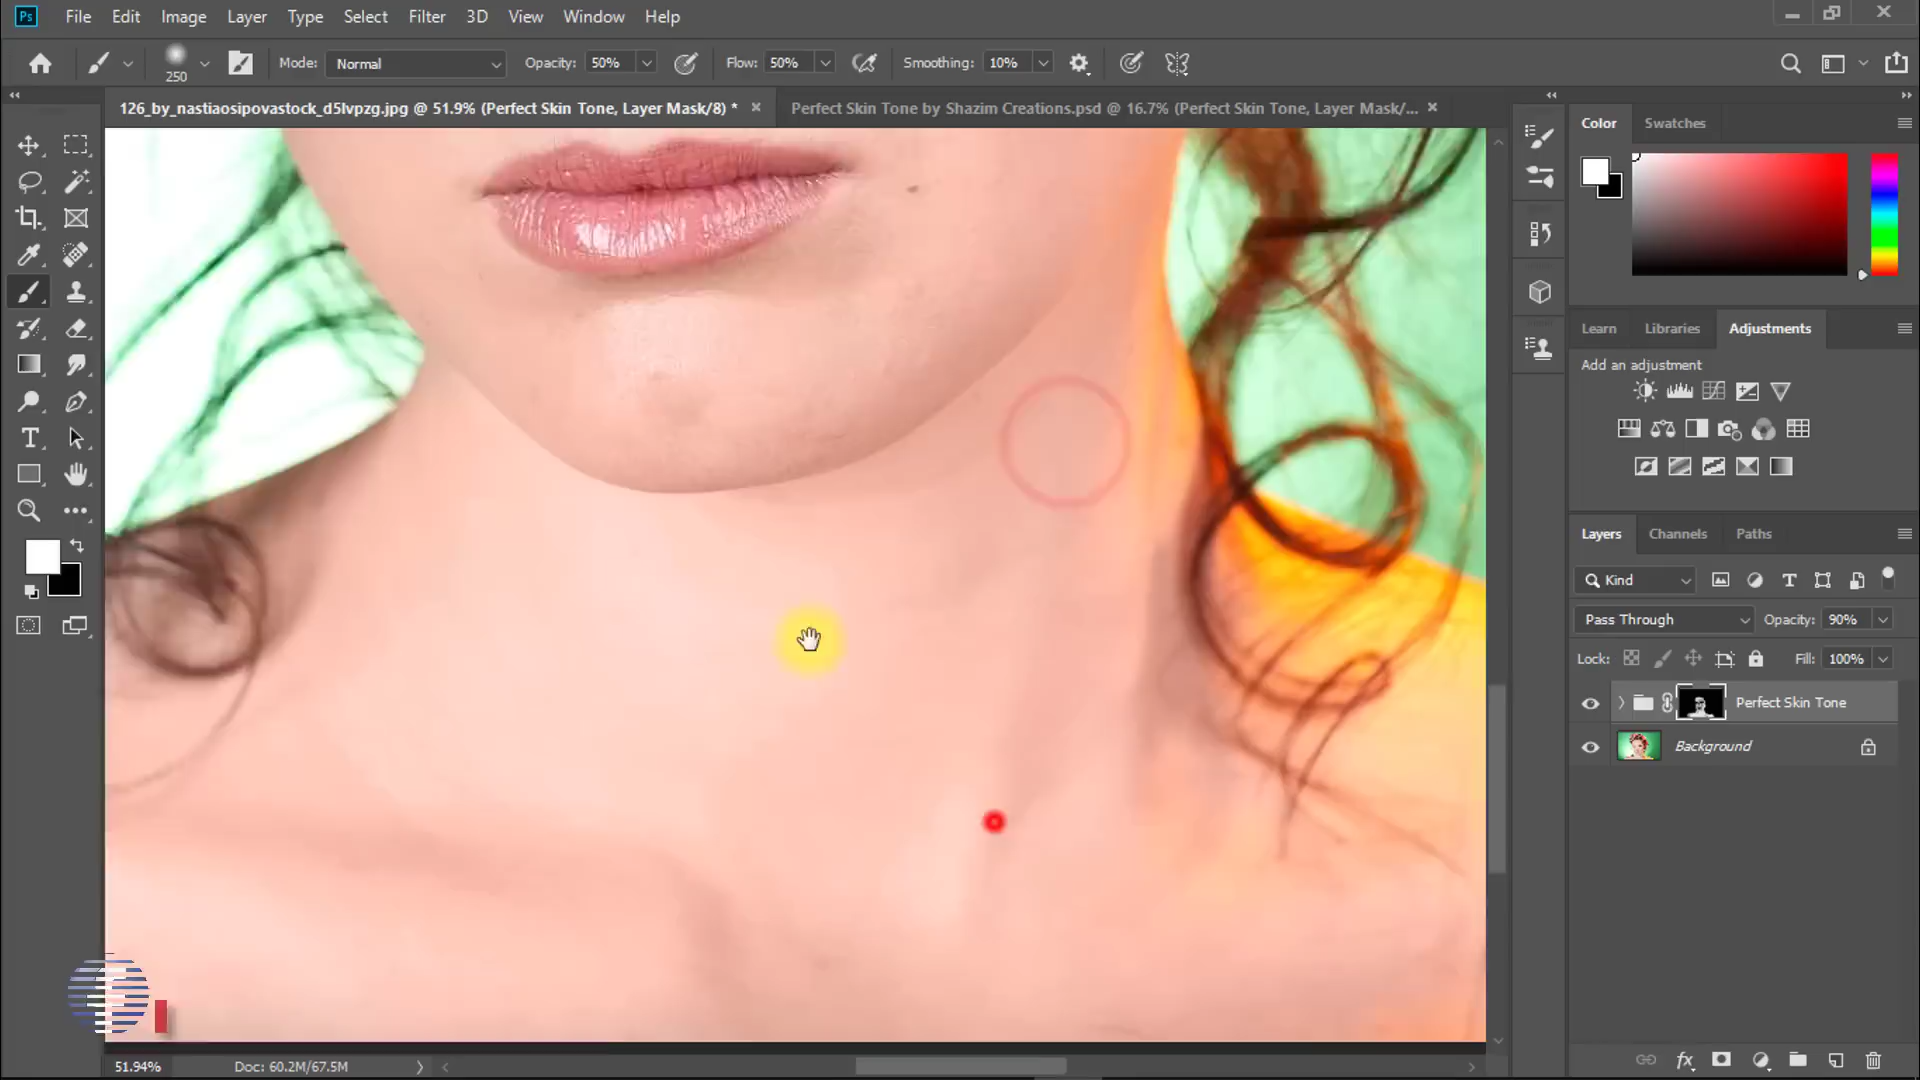 Ps File Edit Image Layer Type Select Filter 3D View Window Help
250 Mode: Normal Opacity: 50% Flow: 50% Smoothing: 10%
126_by_nastiaosipovastock_d5lvpzg.jpg @ 51.9% (Perfect Skin Tone, Layer Mask/8) * Perfect Skin Tone by Shazim Creations.psd @ 16.7% (Perfect Skin Tone, Layer Mask/...
Color Swatches
Learn Libraries Adjustments
Add an adjustment
Layers Channels Paths
Kind
Pass Through Opacity: 90%
Lock: Fill: 100%
Perfect Skin Tone
Background
51.94% Doc: 60.2M/67.5M